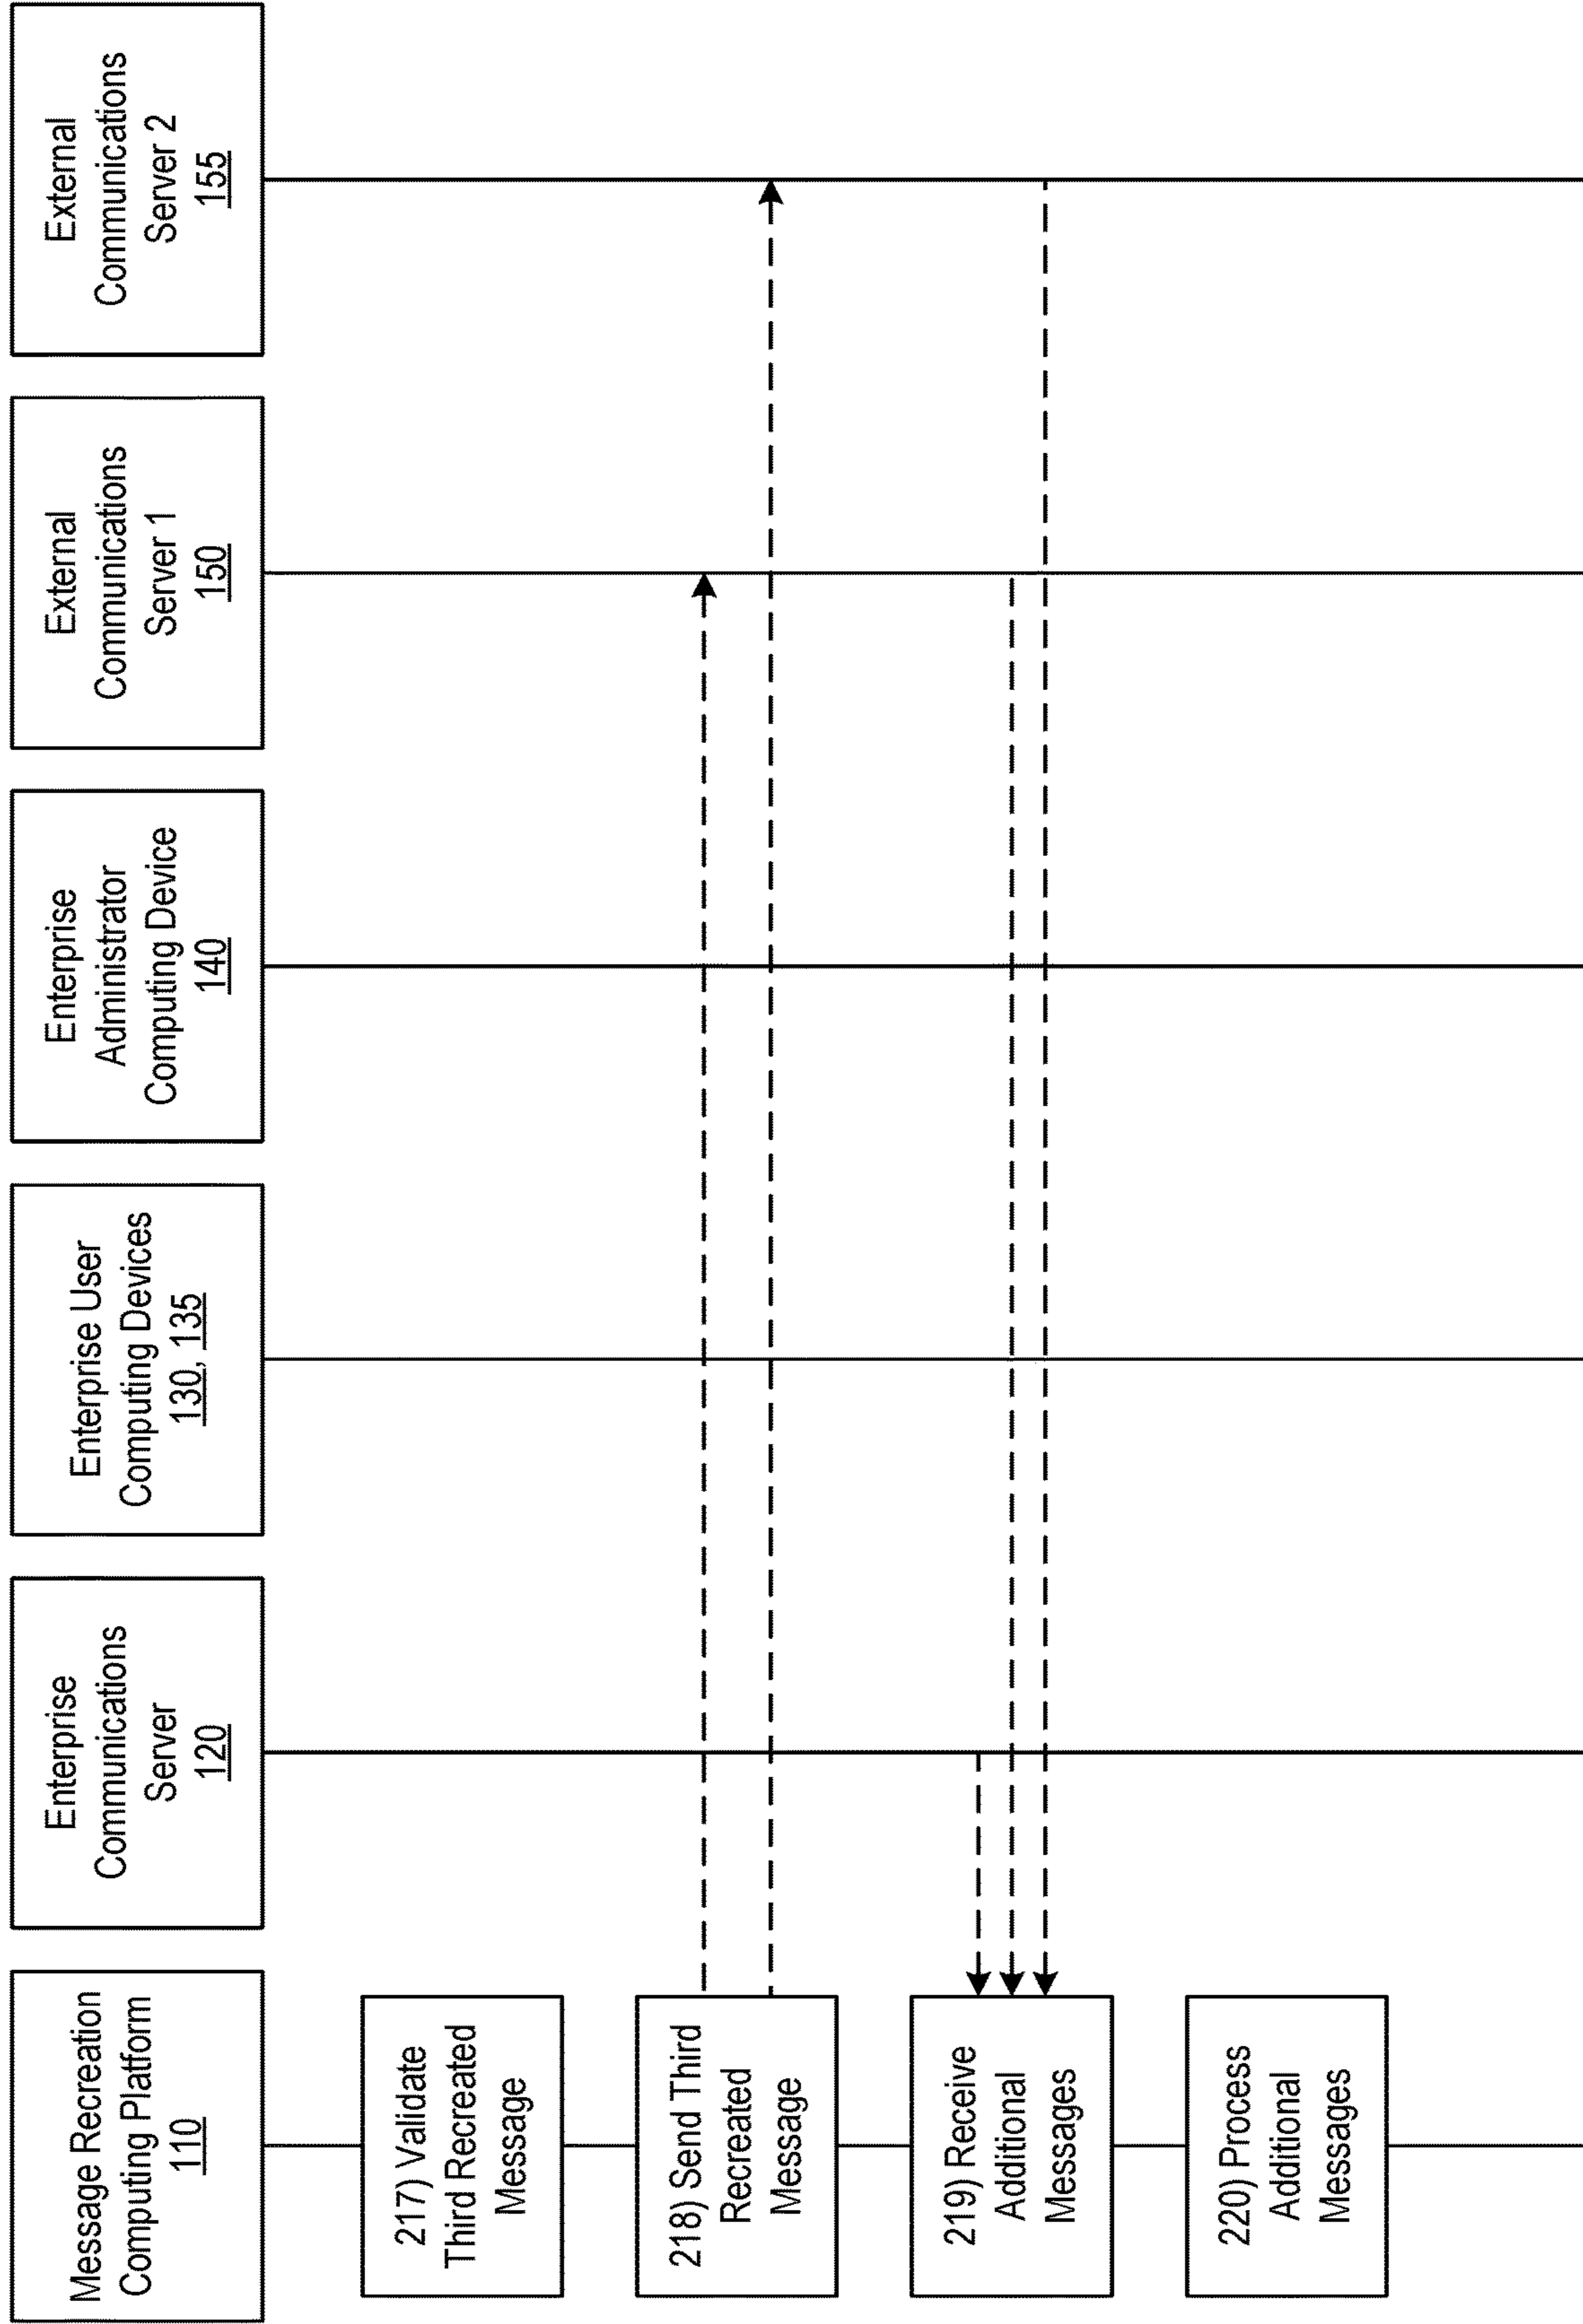 Message Recreation
Computing Platform
110
Enterprise
Communications
Server
120
Enterprise User
Computing Devices
130, 135
Enterprise
Administrator
Computing Device
140
External
Communications
Server 1
150
External
Communications
Server 2
155
217) Validate
Third Recreated
Message
218) Send Third
Recreated
Message
219) Receive
Additional
Messages
220) Process
Additional
Messages